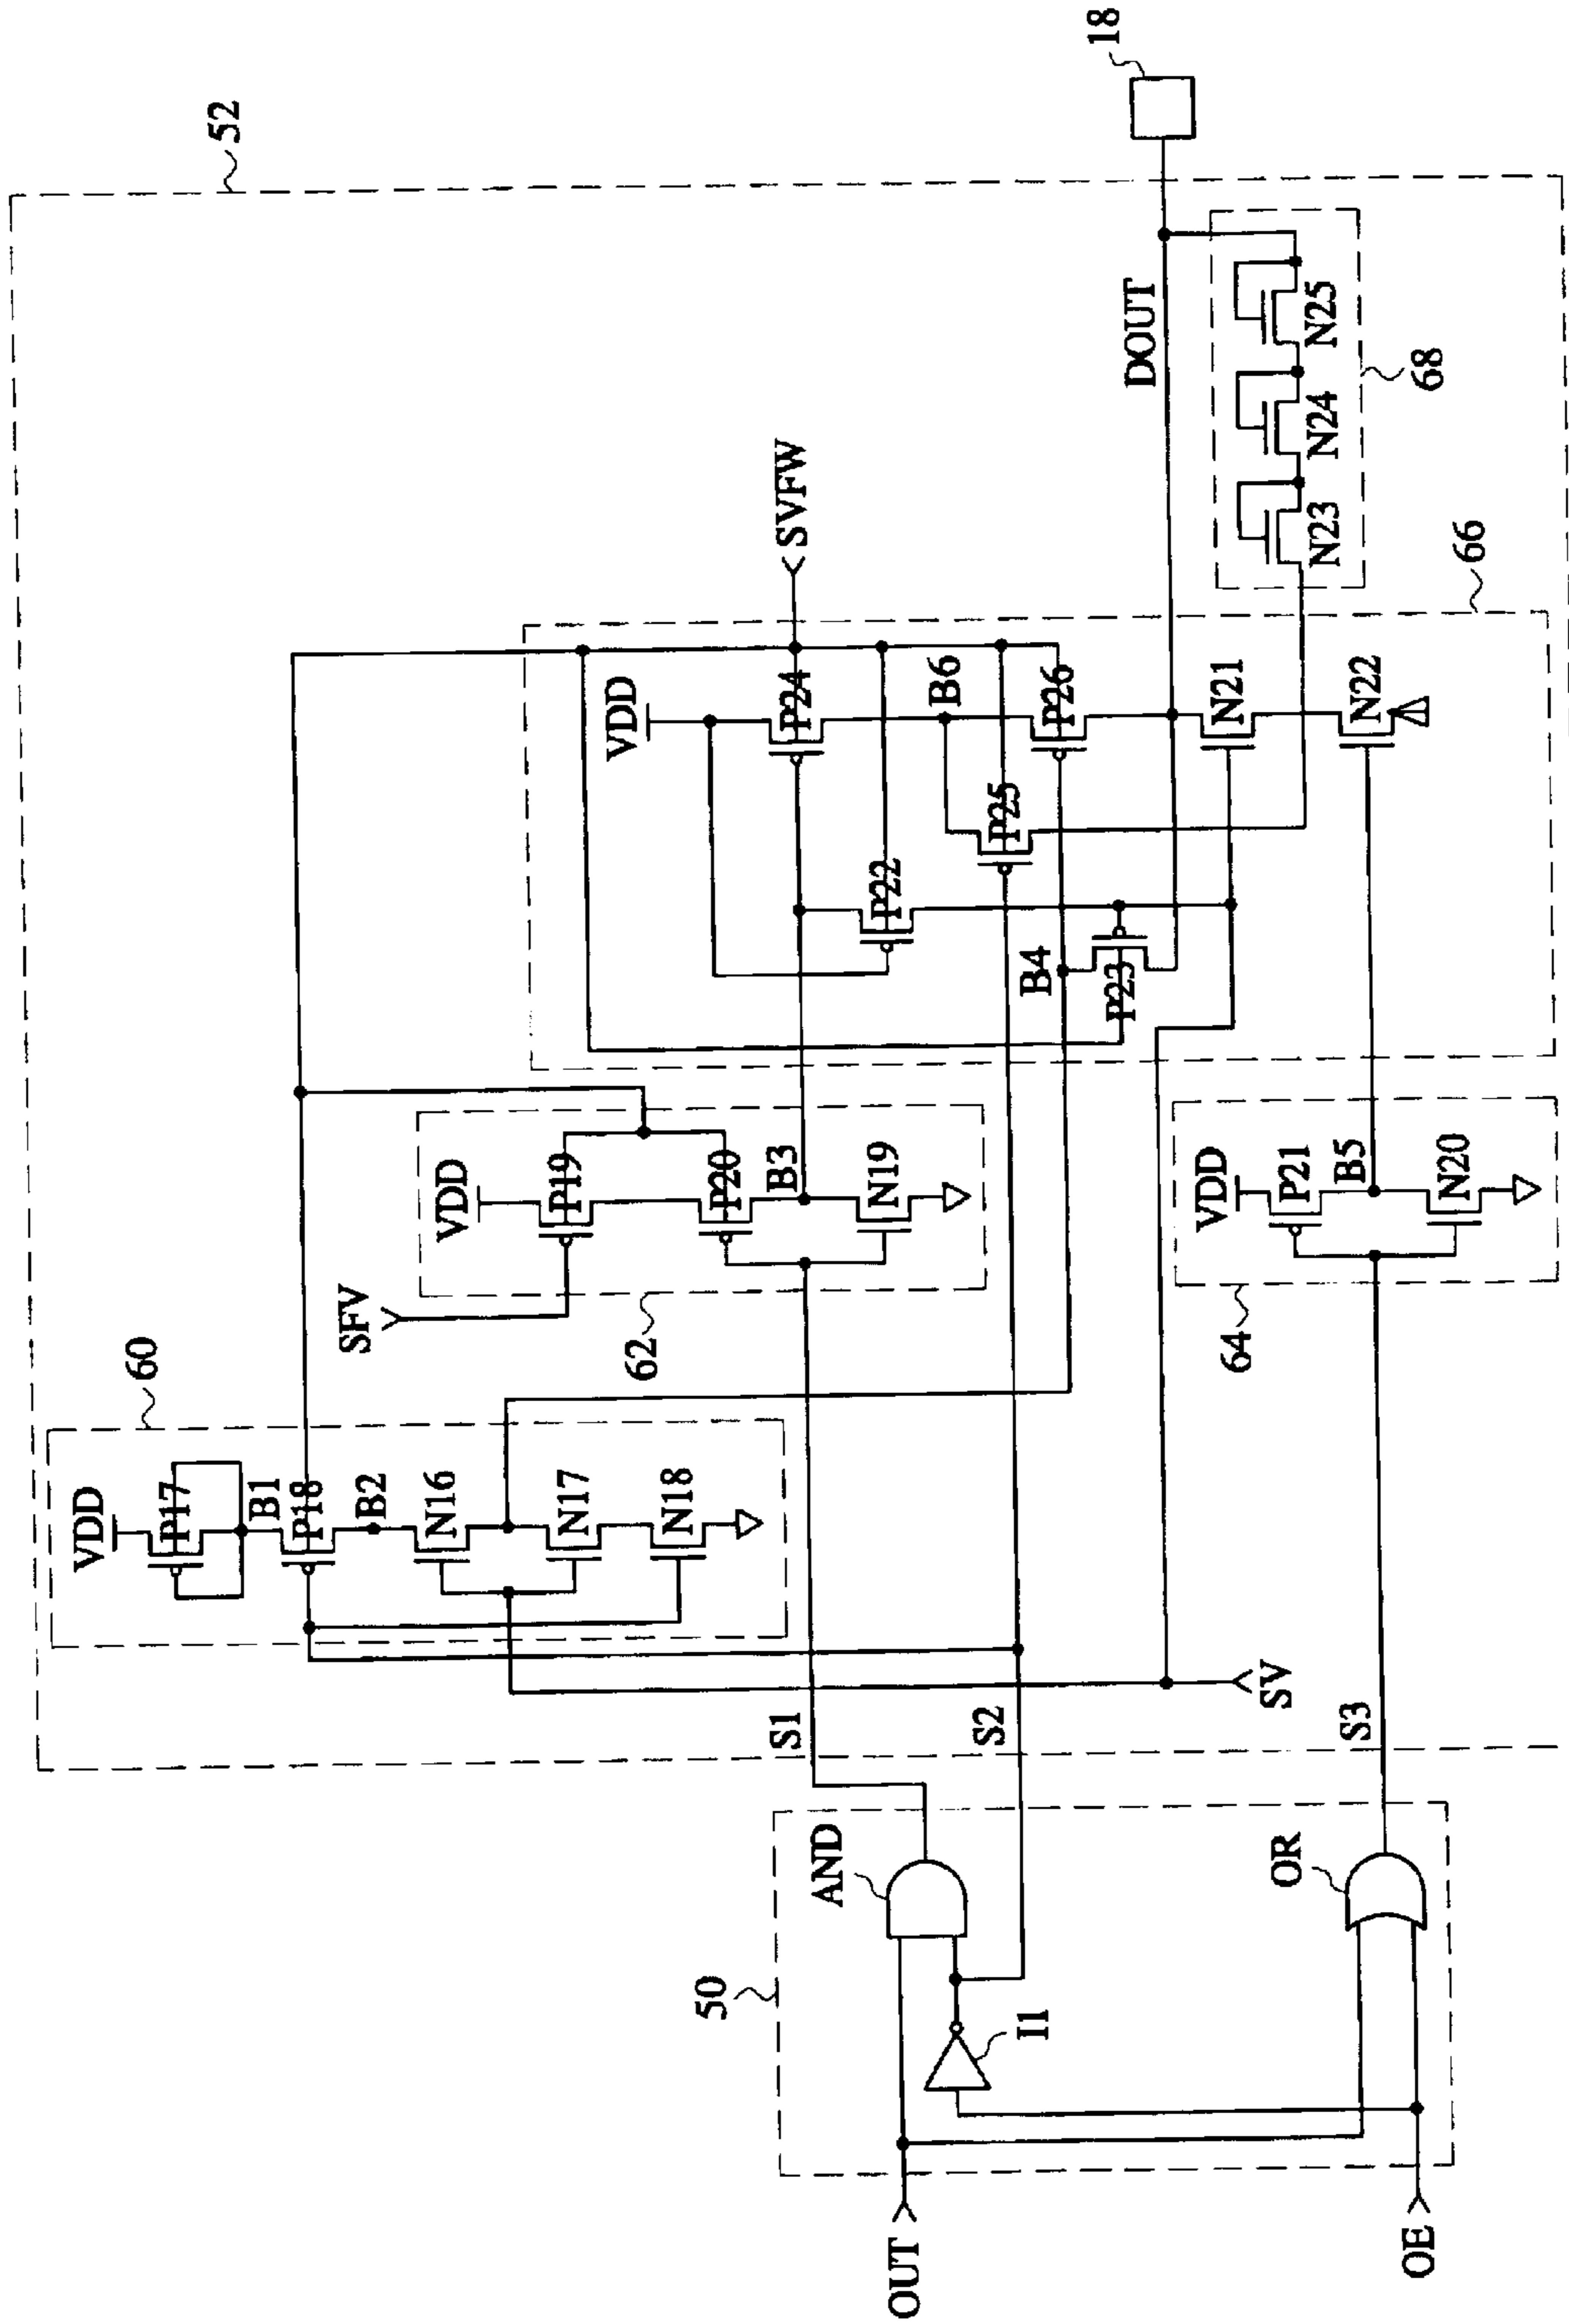 52
60
VDD
P17
B1
P18
B2
N16
N17
N18
SFV
62
VDD
P19
P20
B3
N19
VDD
P24
SVFW
B6
P22
P25
P26
B4
P23
DOUT
18
N21
N22
N23
N24
N25
68
66
64
VDD
P21
B5
N20
SV
S1
S2
S3
50
AND
I1
OR
OUT
OE